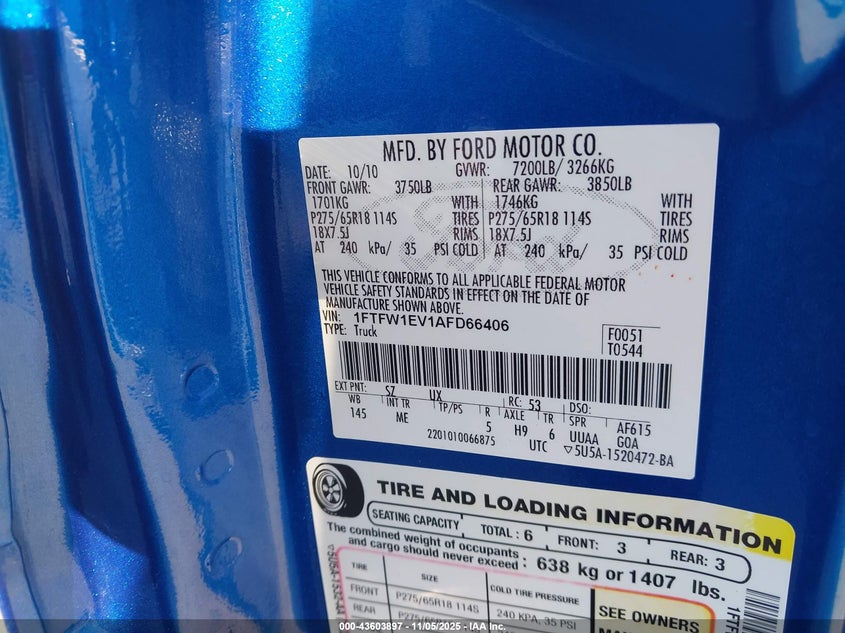 MFD. BY FORD MOTOR CO.
DATE: 10/10 GVWR: 7200LB/ 3266KG
FRONT GAWR: 3750LB REAR GAWR: 3850LB
1701KG WITH 1746KG WITH
P275/65R18 114S TIRES P275/65R18 114S TIRES
18X7.5J RIMS 18X7.5J RIMS
AT 240 kPa/ 35 PSI COLD AT 240 kPa/ 35 PSI COLD
THIS VEHICLE CONFORMS TO ALL APPLICABLE FEDERAL MOTOR
VEHICLE SAFETY STANDARDS IN EFFECT ON THE DATE OF
MANUFACTURE SHOWN ABOVE.
VIN: 1FTFW1EV1AFD66406
TYPE: Truck
F0051
T0544
EXT PNT: SZ UX RC: 53 DSO:
WB INT TR TP/PS R AXLE TR SPR AF615
145 ME 5 H9 6 UUAA GOA
2201010066875 UTC ▽5U5A-1520472-BA
TIRE AND LOADING INFORMATION
SEATING CAPACITY TOTAL : 6 FRONT: 3 REAR: 3
The combined weight of occupants
and cargo should never exceed : 638 kg or 1407 lbs.
TIRE SIZE COLD TIRE PRESSURE
FRONT P275/65R18 114S 240 KPA, 35 PSI
REAR P275/65R18 114S
SEE OWNERS
000-43603897 - 11/05/2025 - IAA Inc.